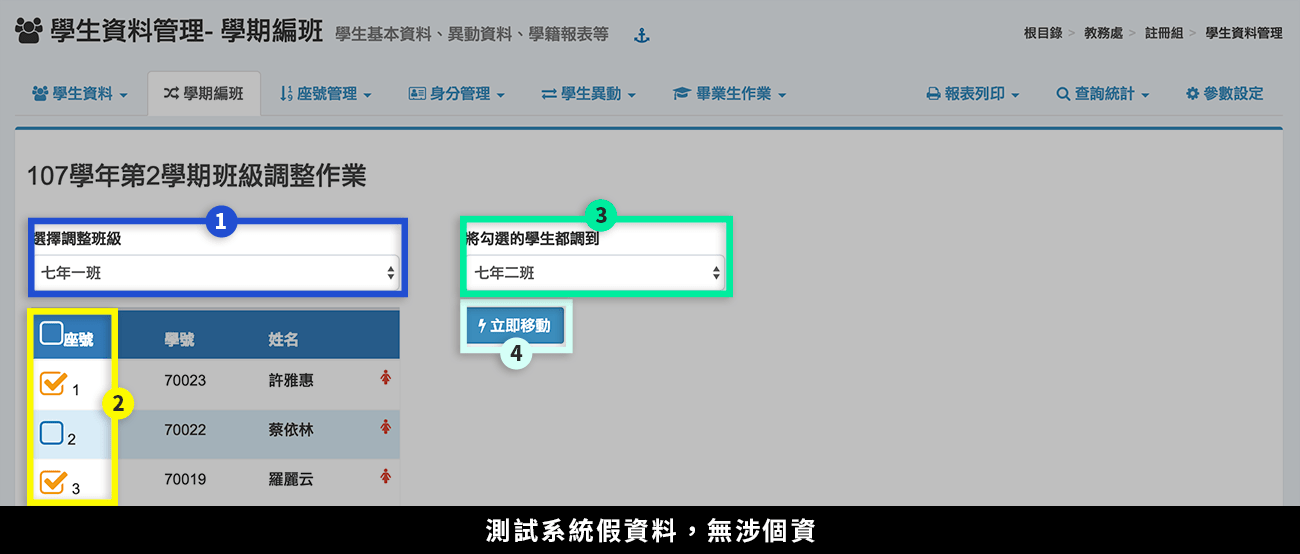 學生資料管理- 學期編班 學生基本資料、異動資料、學籍報表等
根目錄 > 教務處 > 註冊組 > 學生資料管理
學生資料 學期編班 座號管理 身分管理 學生異動 畢業生作業 報表列印 查詢統計 參數設定
107學年第2學期班級調整作業
1
選擇調整班級
七年一班
3
將勾選的學生都調到
七年二班
立即移動
4
座號 學號 姓名
1 70023 許雅惠
2
2 70022 蔡依林
3 70019 羅麗云
測試系統假資料，無涉個資